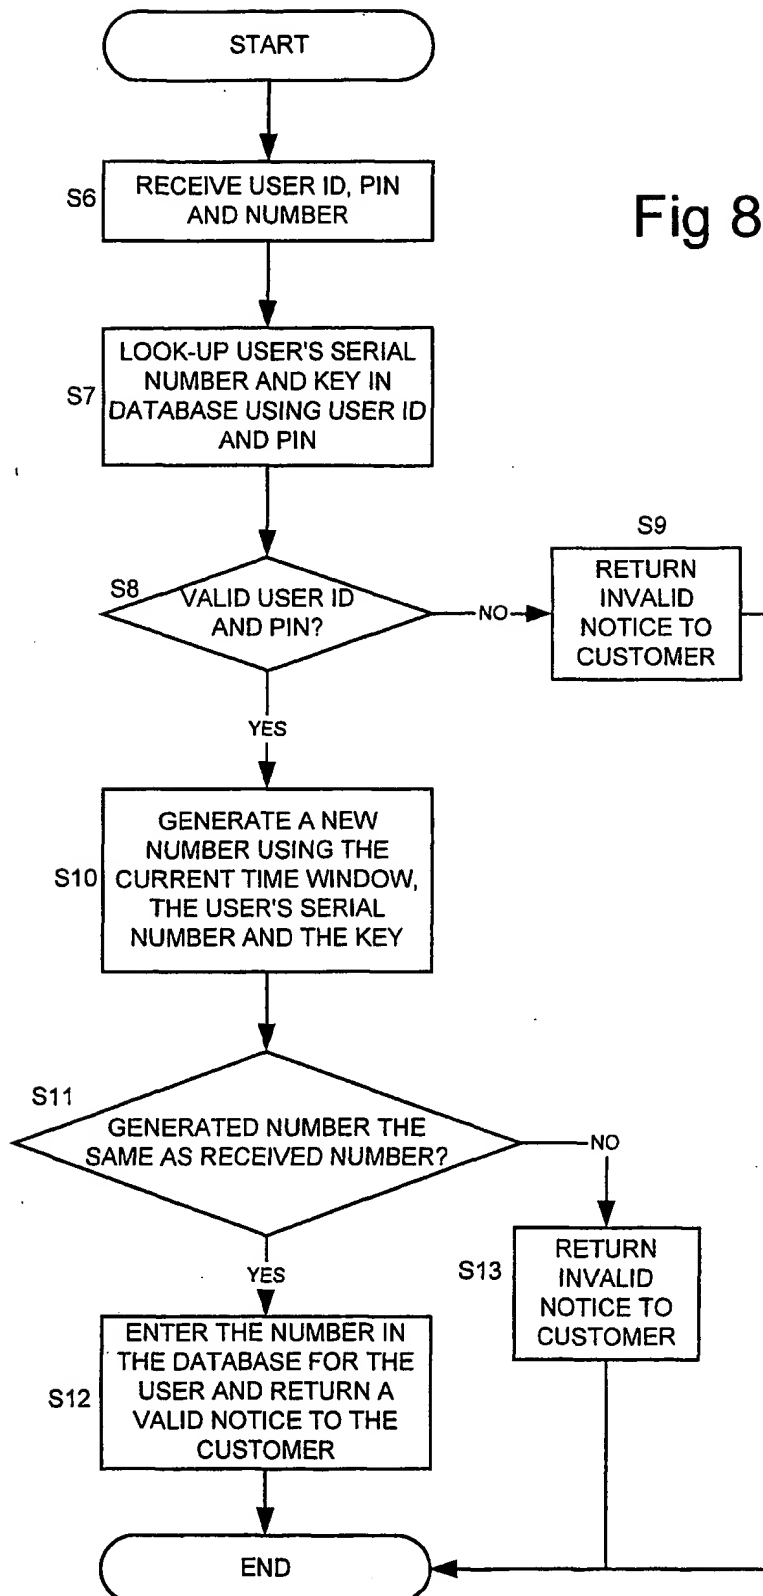 START
S6
RECEIVE USER ID, PIN
AND NUMBER
Fig 8
S7
LOOK-UP USER'S SERIAL
NUMBER AND KEY IN
DATABASE USING USER ID
AND PIN
S8
VALID USER ID
AND PIN?
NO
S9
RETURN
INVALID
NOTICE TO
CUSTOMER
YES
S10
GENERATE A NEW
NUMBER USING THE
CURRENT TIME WINDOW,
THE USER'S SERIAL
NUMBER AND THE KEY
S11
GENERATED NUMBER THE
SAME AS RECEIVED NUMBER?
NO
S13
RETURN
INVALID
NOTICE TO
CUSTOMER
YES
S12
ENTER THE NUMBER IN
THE DATABASE FOR THE
USER AND RETURN A
VALID NOTICE TO THE
CUSTOMER
END